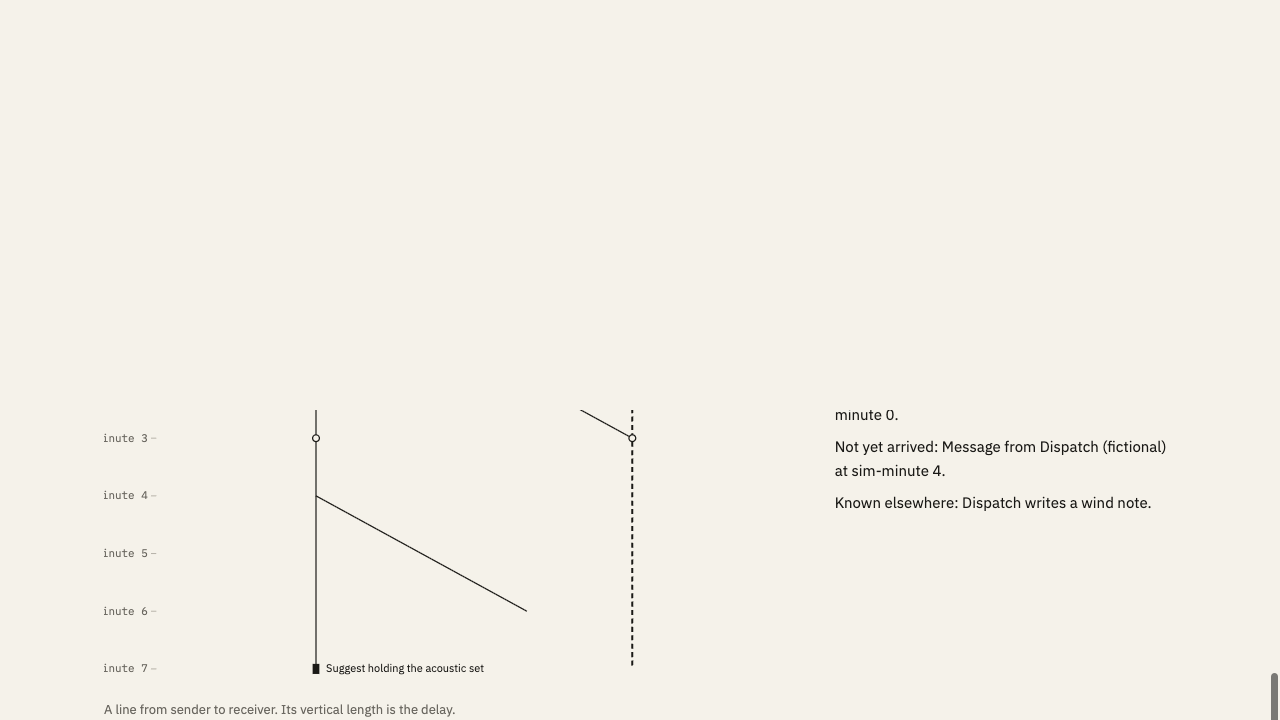 minute 0.
inute 3
Not yet arrived: Message from Dispatch (fictional)
at sim-minute 4.
inute 4
Known elsewhere: Dispatch writes a wind note.
inute 5
inute 6
inute 7
Suggest holding the acoustic set
A line from sender to receiver. Its vertical length is the delay.